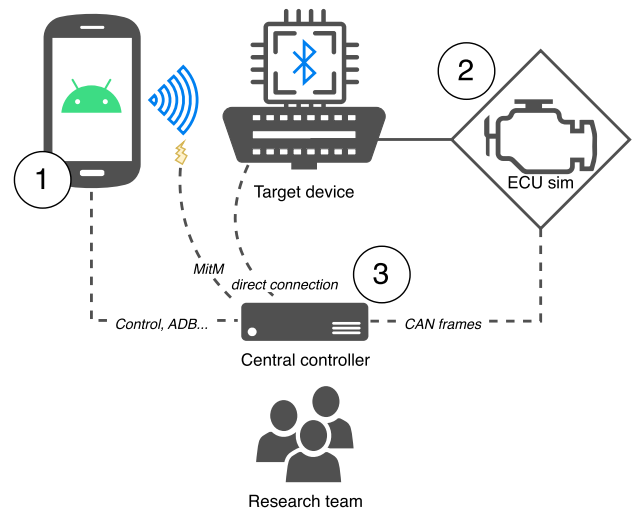 2
1
ECU sim
Target device
MitM
3
direct connection
Control, ADB...
CAN frames
Central controller
Research team